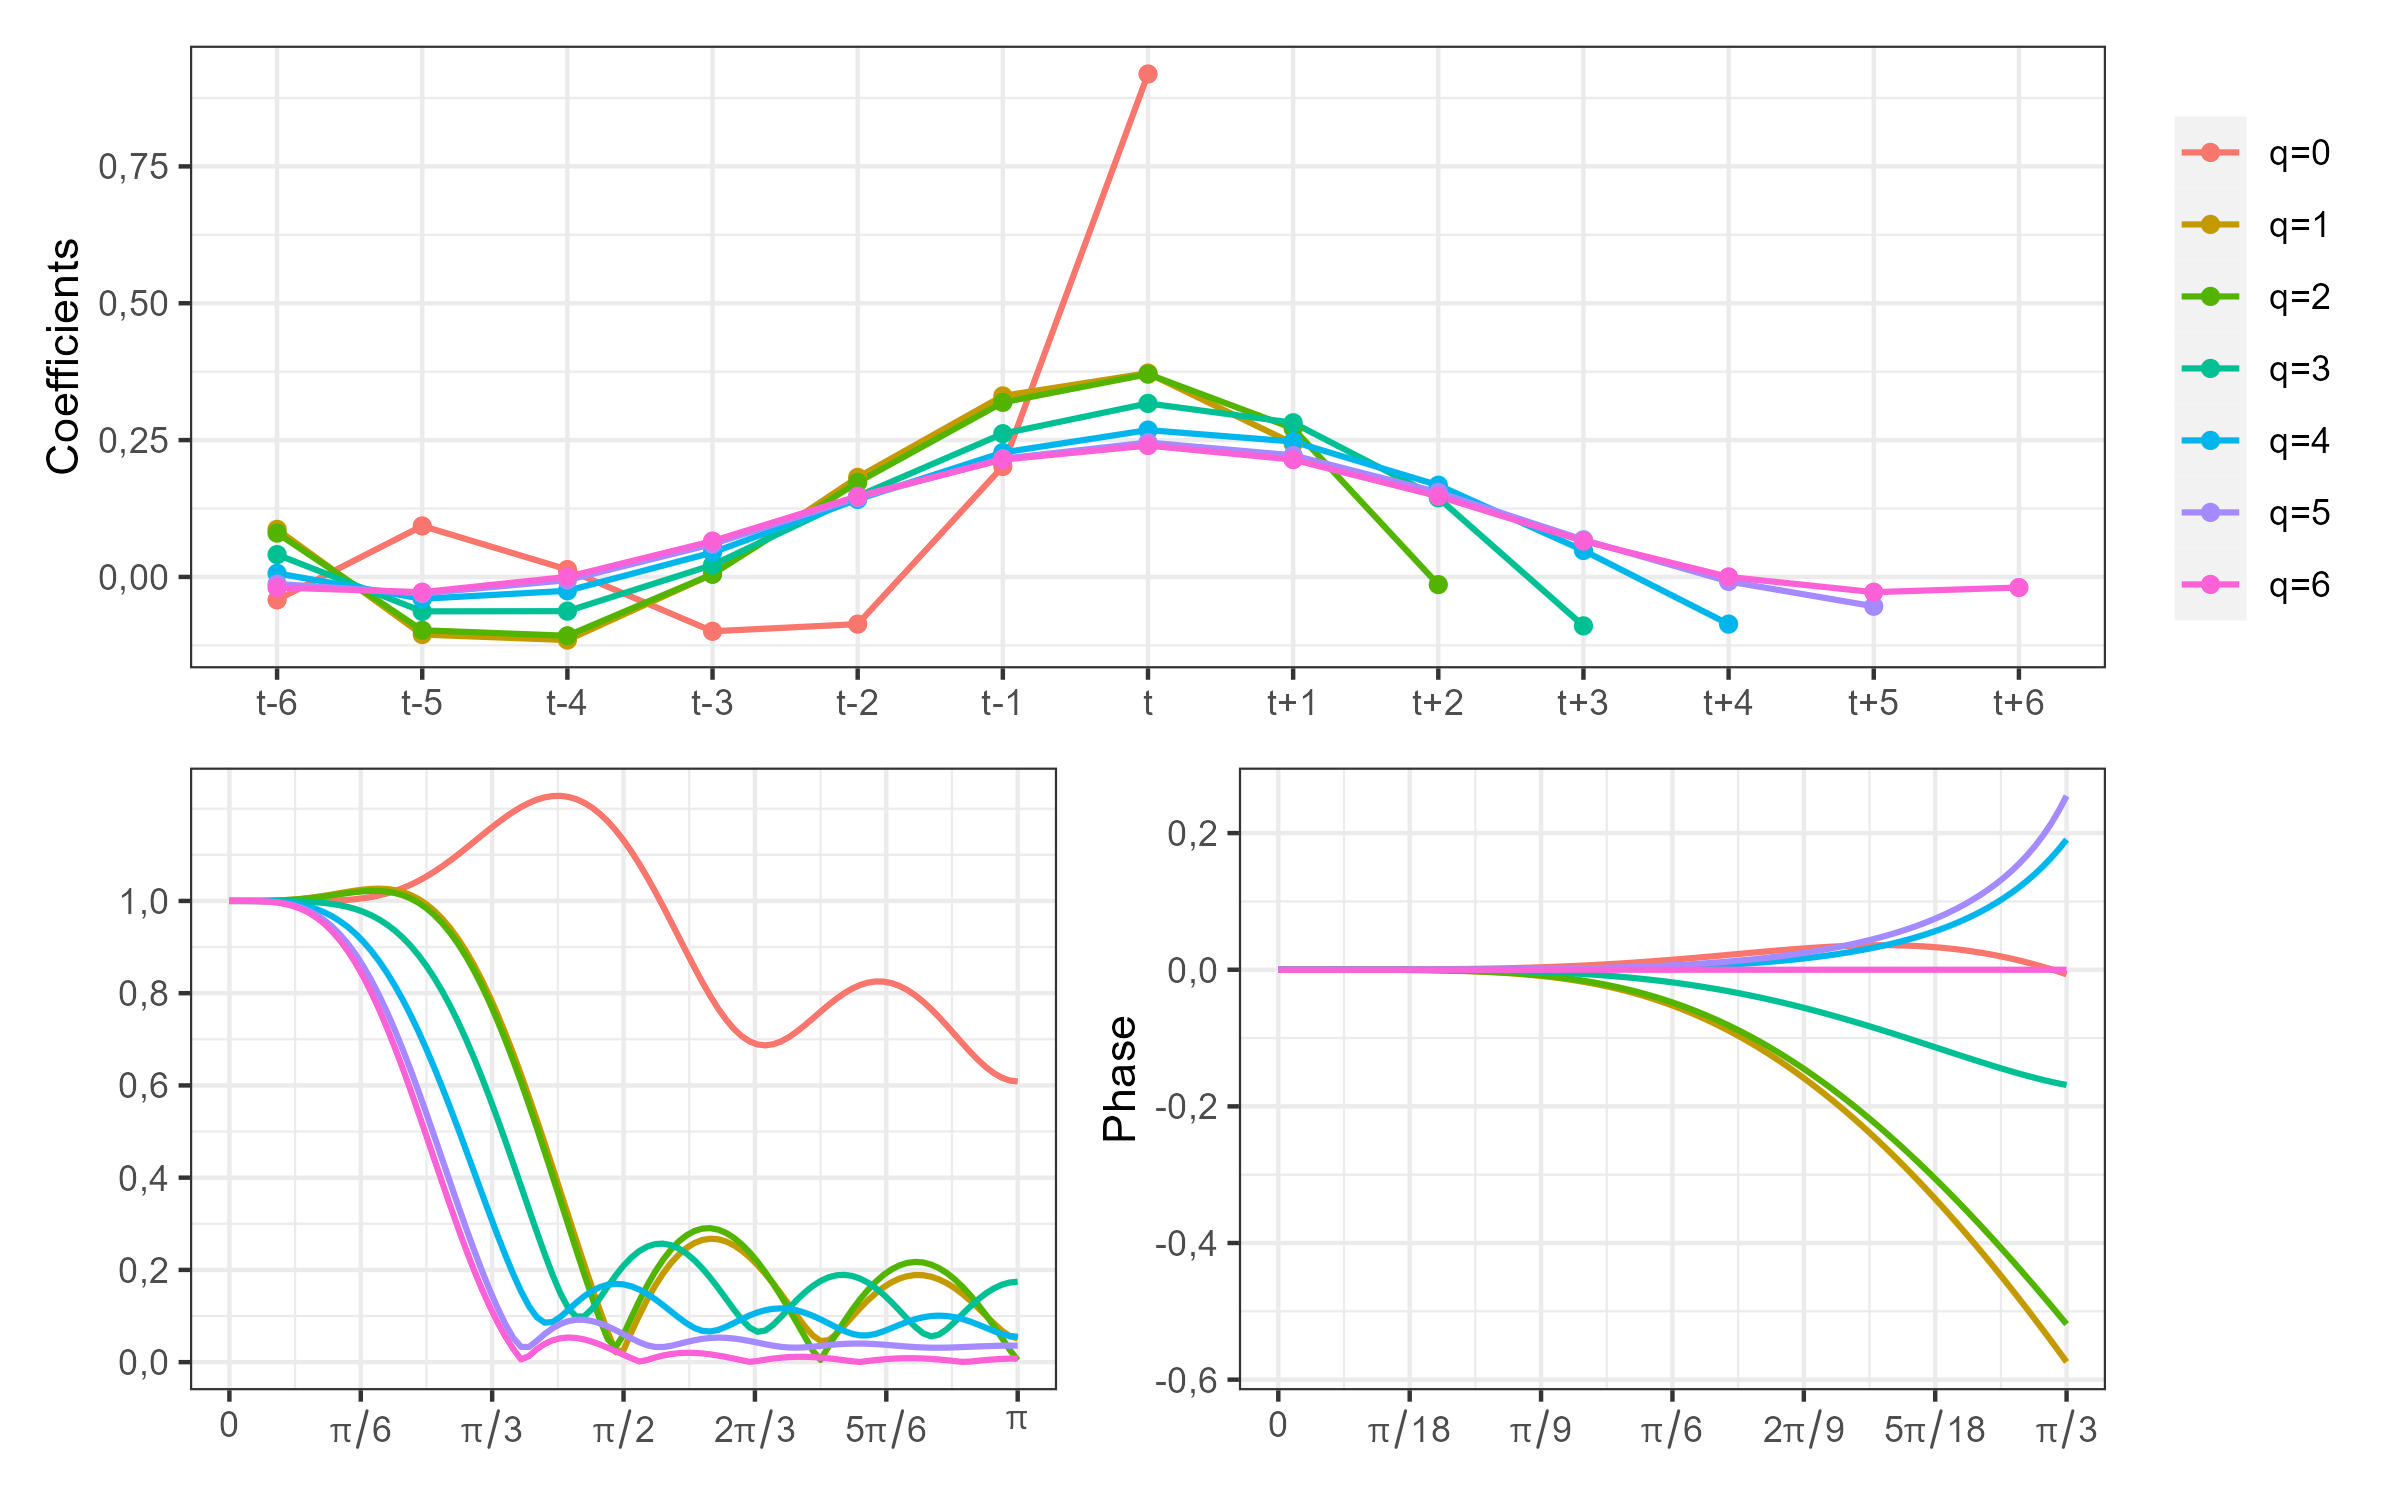 Coefficients
0,75
0,50
0,25
0,00
t-6 t-5 t-4 t-3 t-2 t-1 t t+1 t+2 t+3 t+4 t+5 t+6
q=0
q=1
q=2
q=3
q=4
q=5
q=6
1,0
0,8
0,6
0,4
0,2
0,0
0 π/6 π/3 π/2 2π/3 5π/6 π
Phase
0,2
0,0
-0,2
-0,4
-0,6
0 π/18 π/9 π/6 2π/9 5π/18 π/3